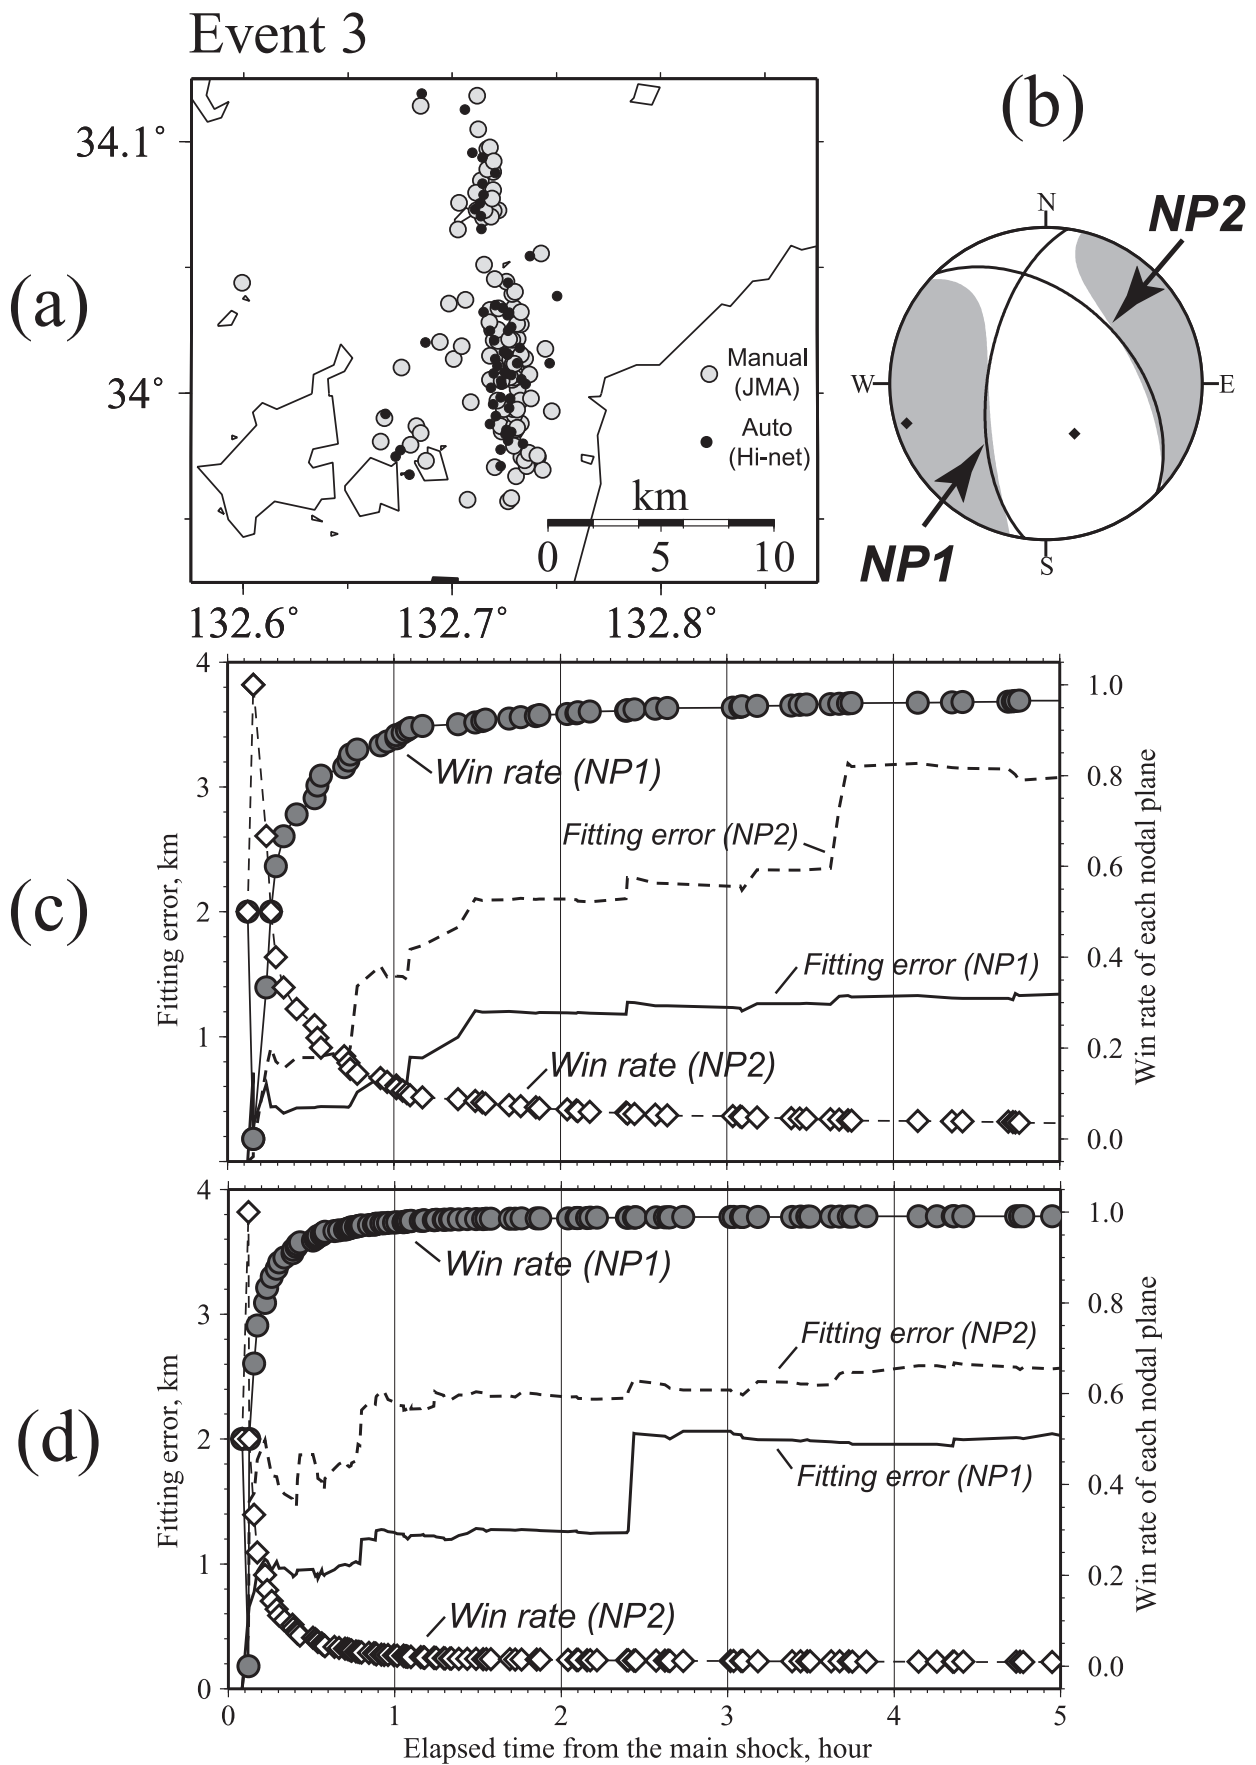 Event 3
(a)
34.1°
34°
132.6°
132.7°
132.8°
Manual
(JMA)
Auto
(Hi-net)
km
0
5
10
(b)
N
NP2
W
E
NP1
S
(c)
4
3
2
1
Fitting error, km
Win rate (NP1)
Fitting error (NP2)
Fitting error (NP1)
Win rate (NP2)
1.0
0.8
0.6
0.4
0.2
0.0
Win rate of each nodal plane
(d)
4
3
2
1
0
Fitting error, km
Win rate (NP1)
Fitting error (NP2)
Fitting error (NP1)
Win rate (NP2)
1.0
0.8
0.6
0.4
0.2
0.0
Win rate of each nodal plane
0
1
2
3
4
5
Elapsed time from the main shock, hour